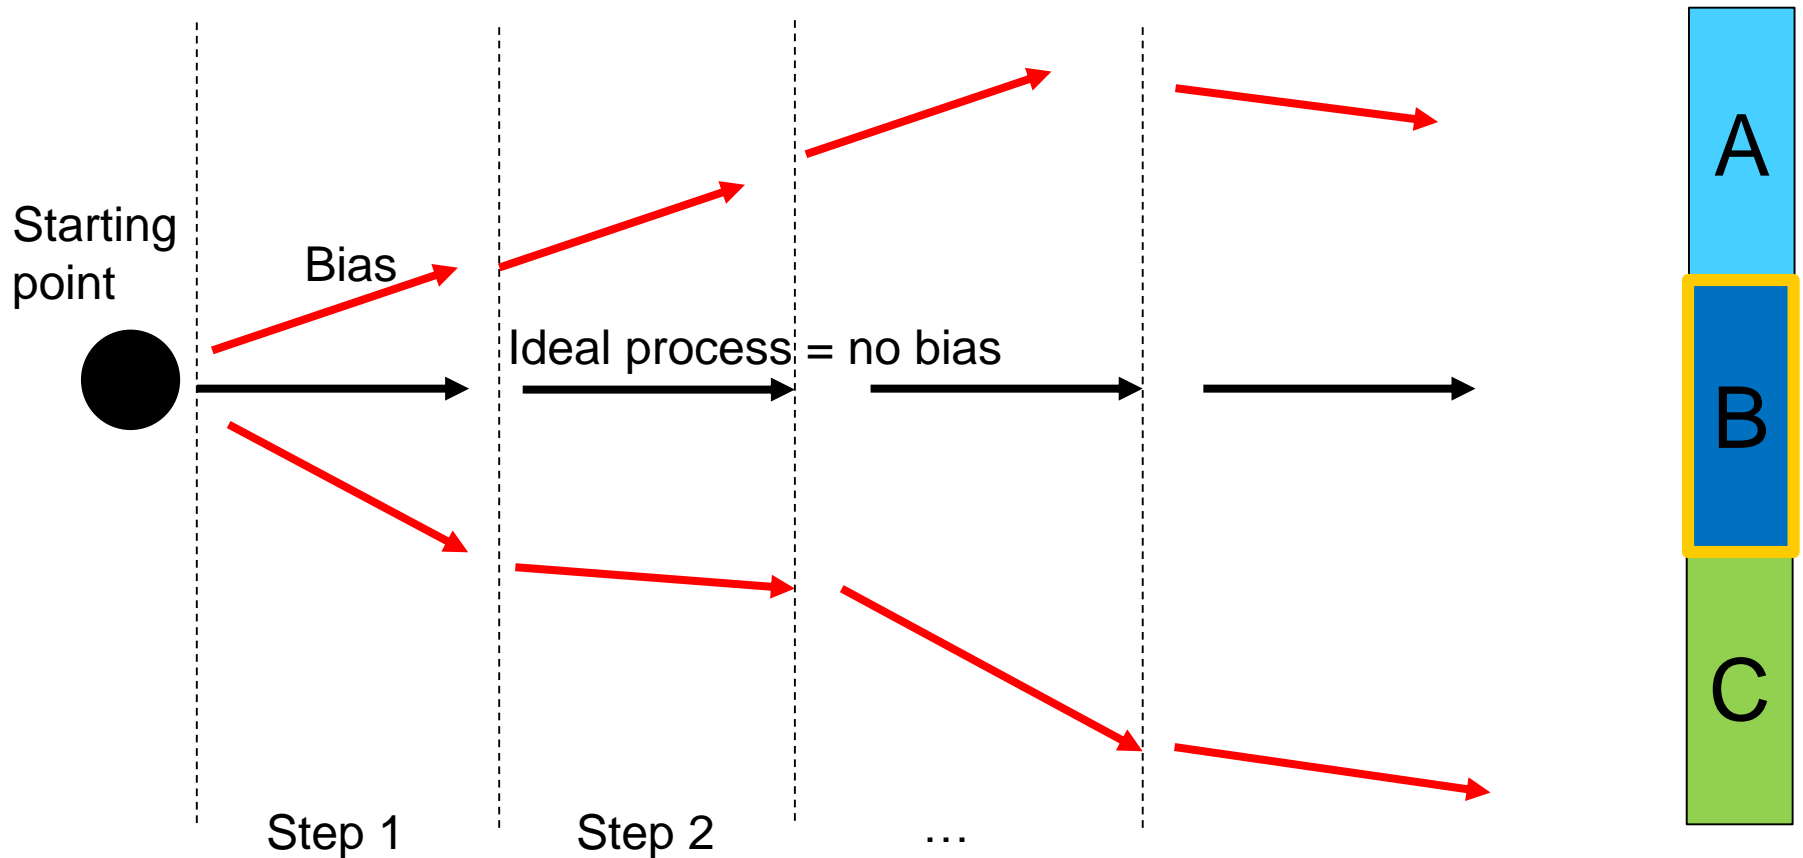 Starting
point
Bias
Ideal process = no bias
Step 1
Step 2
…
A
B
C